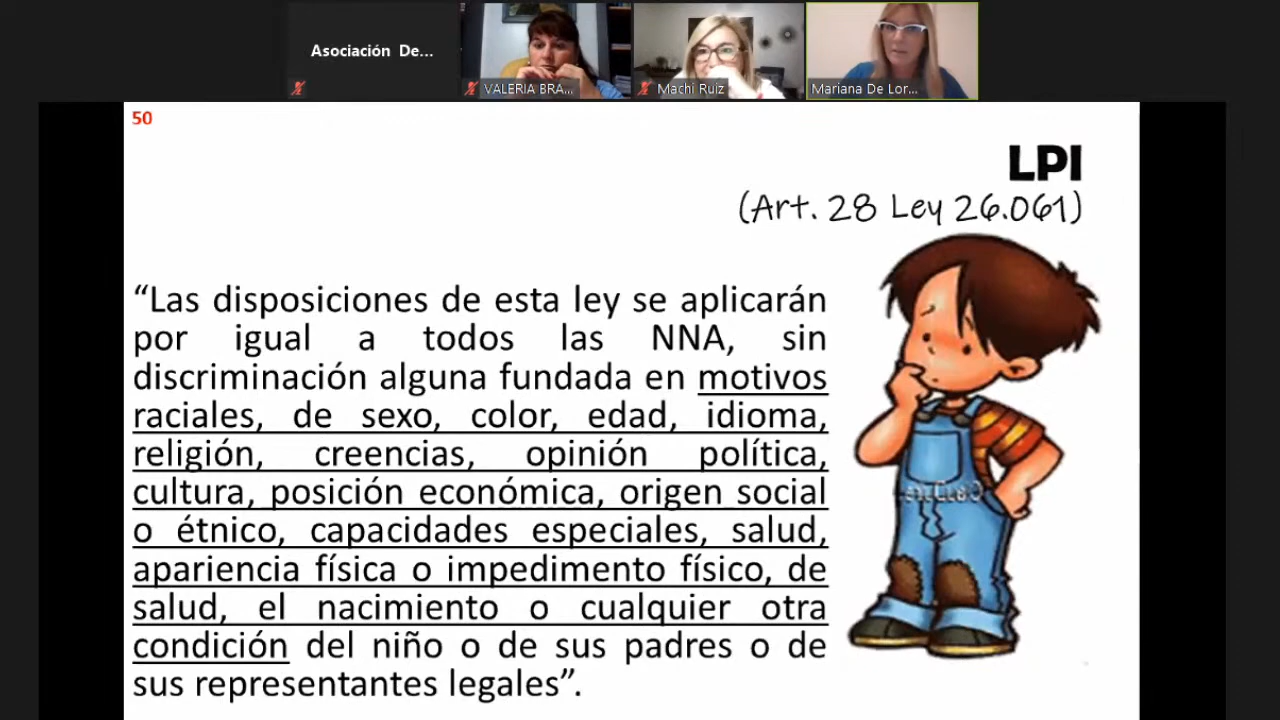 Asociación De...
VALERIA BRA...
Machi Ruiz
Mariana De Lor...
50
LPI
(Art. 28 Ley 26.061)
“Las disposiciones de esta ley se aplicarán
por igual a todos las NNA, sin
discriminación alguna fundada en motivos
raciales, de sexo, color, edad, idioma,
religión, creencias, opinión política,
cultura, posición económica, origen social
o étnico, capacidades especiales, salud,
apariencia física o impedimento físico, de
salud, el nacimiento o cualquier otra
condición del niño o de sus padres o de
sus representantes legales”.